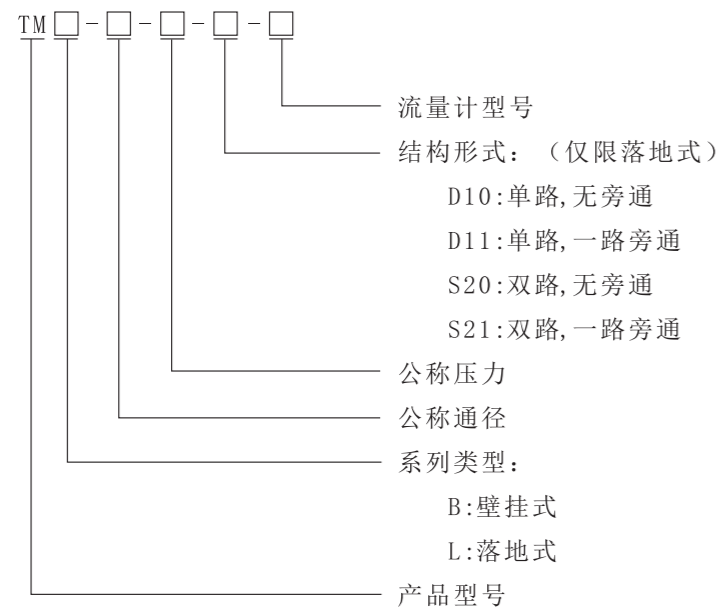 TM□-□-□-□-□
流量计型号
结构形式：（仅限落地式）
D10:单路,无旁通
D11:单路,一路旁通
S20:双路,无旁通
S21:双路,一路旁通
公称压力
公称通径
系列类型：
B:壁挂式
L:落地式
产品型号